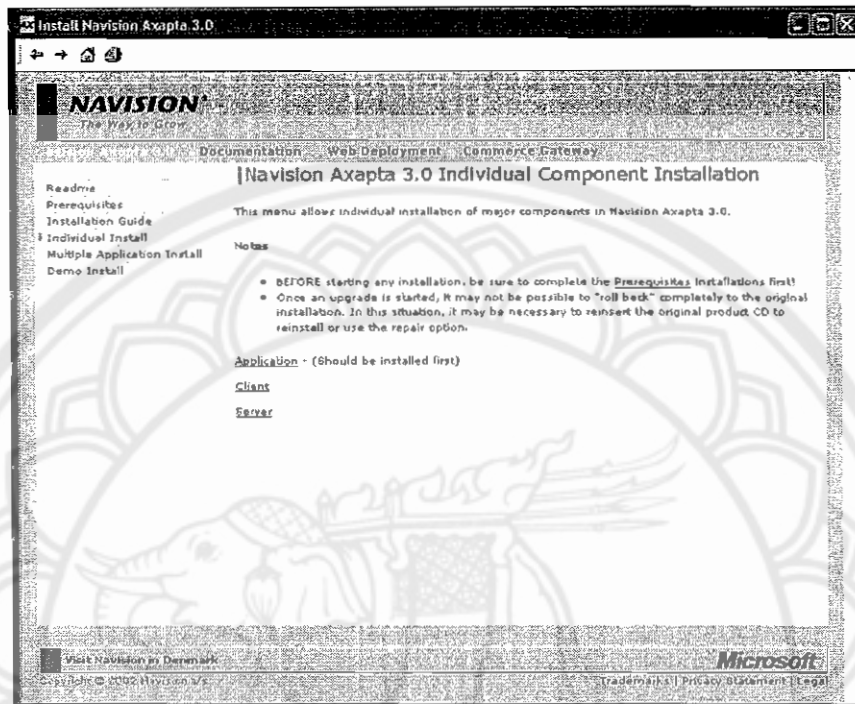 Install Navision Axapta 3.0
NAVISION
The Way to Grow
Documentation Web Deployment Commerce Gateway
Readme
Prerequisites
Installation Guide
Individual Install
Multiple Application Install
Demo Install
Navision Axapta 3.0 Individual Component Installation
This menu allows individual installation of major components in Navision Axapta 3.0.
Notes
• BEFORE starting any installation, be sure to complete the Prerequisites installations first!
• Once an upgrade is started, it may not be possible to "roll back" completely to the original
installation. In this situation, it may be necessary to reinsert the original product CD to
reinstall or use the repair option.
Application - (Should be installed first)
Client
Server
Visit Navision in Denmark
Microsoft
Copyright © 2002 Navision a/s
Trademarks | Privacy Statement | Legal